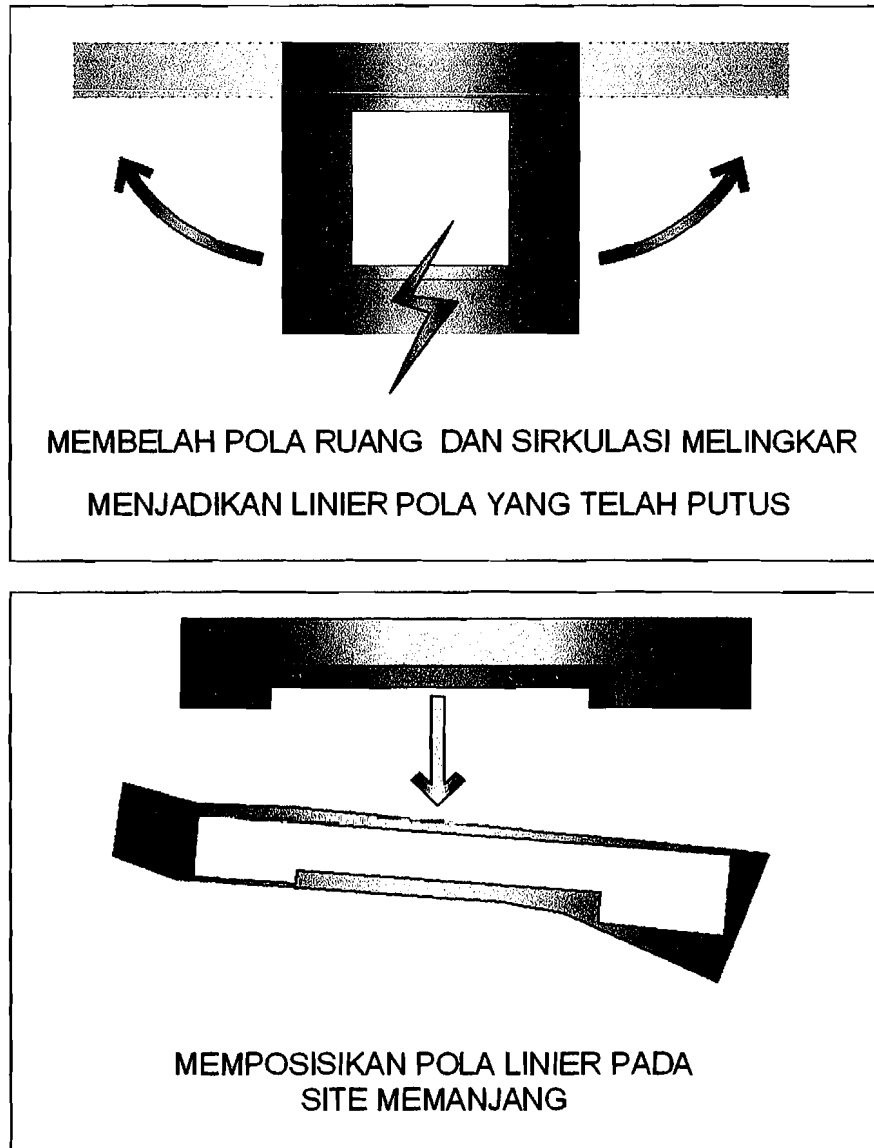 MEMBELAH POLA RUANG DAN SIRKULASI MELINGKAR
MENJADIKAN LINIER POLA YANG TELAH PUTUS
MEMPOSISIKAN POLA LINIER PADA
SITE MEMANJANG